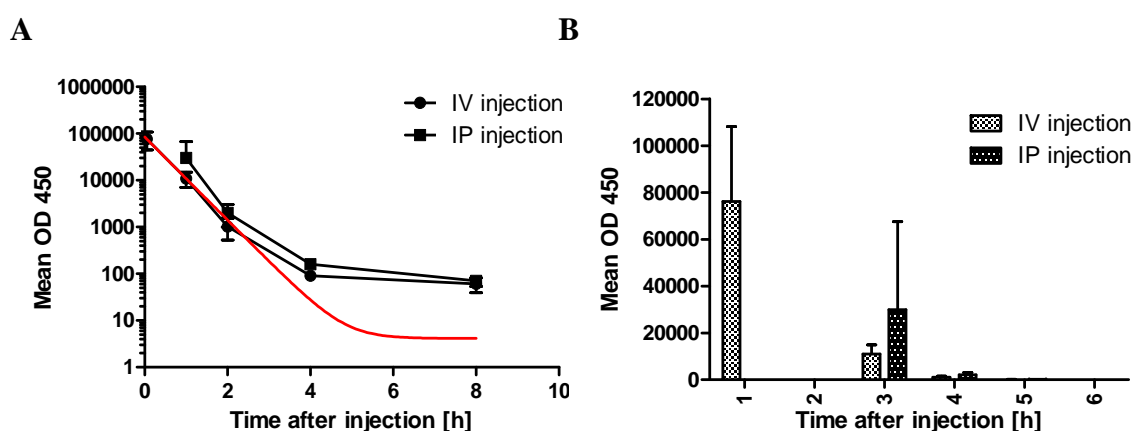 A
1000000
100000
10000
1000
100
10
1
Mean OD 450
0 2 4 6 8 10
Time after injection [h]
IV injection
IP injection
B
120000
100000
80000
60000
40000
20000
0
Mean OD 450
1 2 3 4 5 6
Time after injection [h]
IV injection
IP injection